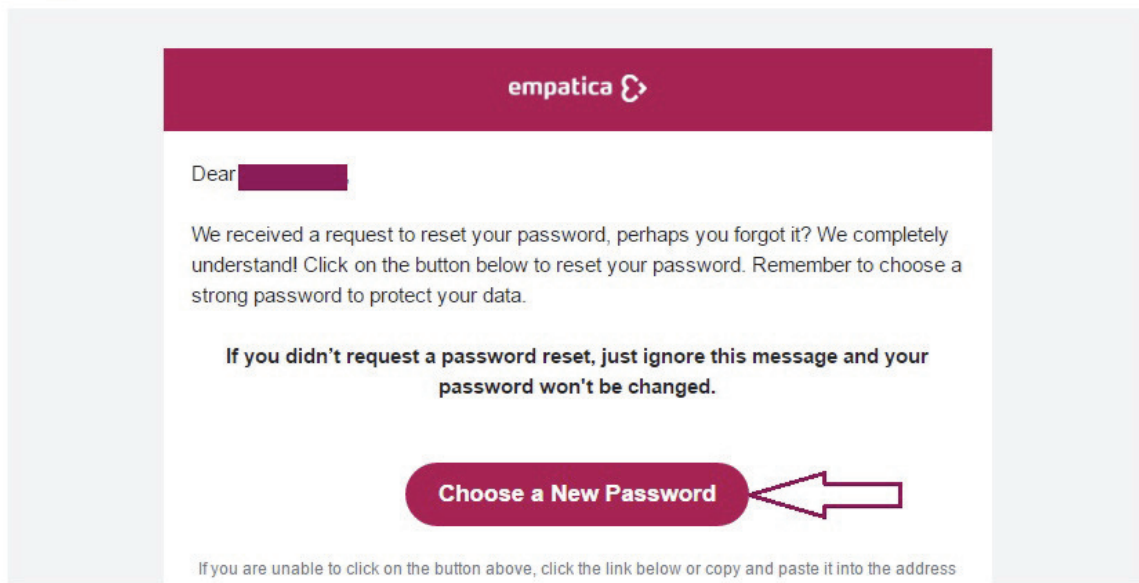 empatica
Dear
We received a request to reset your password, perhaps you forgot it? We completely
understand! Click on the button below to reset your password. Remember to choose a
strong password to protect your data.
If you didn’t request a password reset, just ignore this message and your
password won't be changed.
Choose a New Password
If you are unable to click on the button above, click the link below or copy and paste it into the address